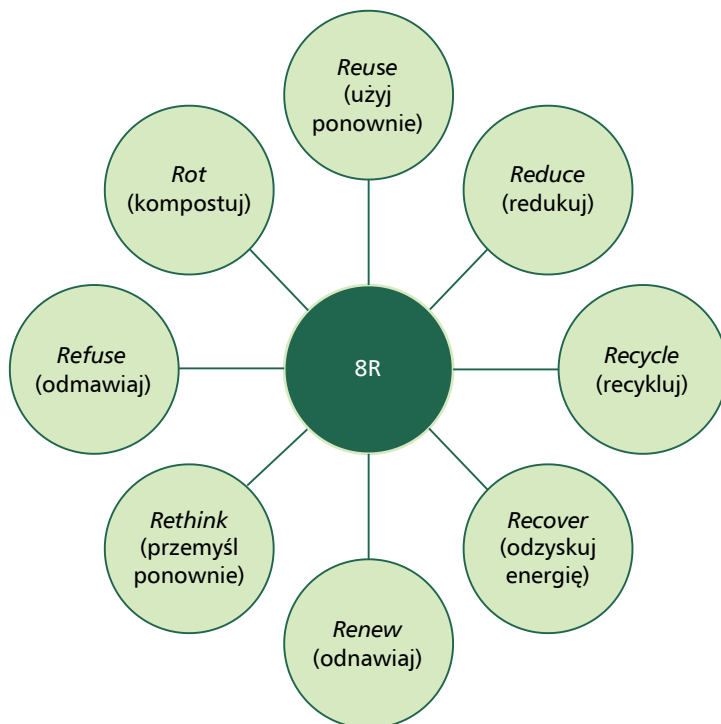 Reuse
(użyj
ponownie)
Reduce
(redukuj)
Recycle
(recykluj)
Recover
(odzyskuj
energię)
Renew
(odnawiaj)
Rethink
(przemyśl
ponownie)
Refuse
(odmawiaj)
Rot
(kompostuj)
8R